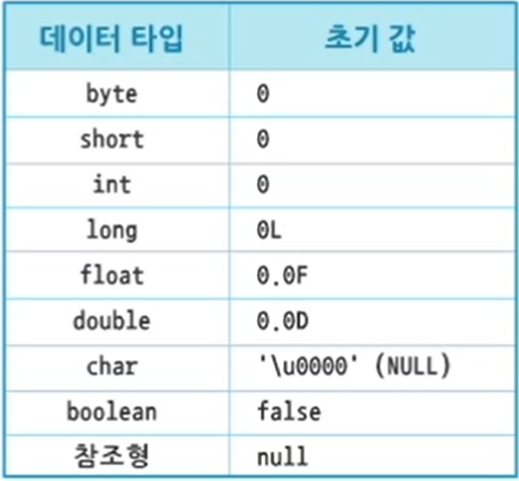 데이터 타입 초기 값
byte 0
short 0
int 0
long 0L
float 0.0F
double 0.0D
char '\u0000' (NULL)
boolean false
참조형 null